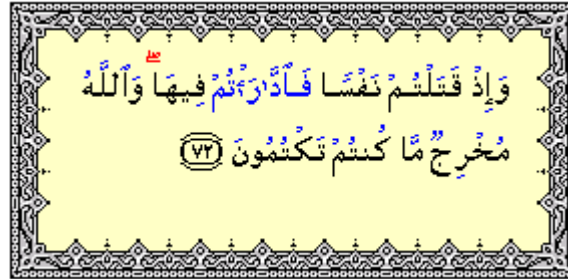 وَإِذْ قَتَلْتُمْ نَفْسًا فَٱدَّٰرَْٰٔتُمْ فِيهَا ۖ وَٱللَّهُ
مُخْرِجٌ مَّا كُنتُمْ تَكْتُمُونَ ﴿٧٢﴾